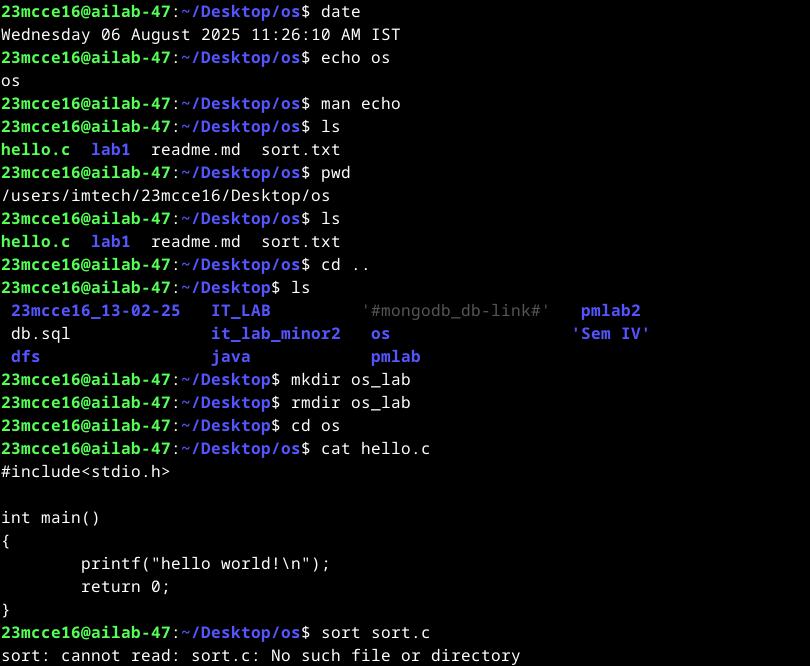 23mcce16@ailab-47:~/Desktop/os$ date
Wednesday 06 August 2025 11:26:10 AM IST
23mcce16@ailab-47:~/Desktop/os$ echo os
os
23mcce16@ailab-47:~/Desktop/os$ man echo
23mcce16@ailab-47:~/Desktop/os$ ls
hello.c  lab1  readme.md  sort.txt
23mcce16@ailab-47:~/Desktop/os$ pwd
/users/imtech/23mcce16/Desktop/os
23mcce16@ailab-47:~/Desktop/os$ ls
hello.c  lab1  readme.md  sort.txt
23mcce16@ailab-47:~/Desktop/os$ cd ..
23mcce16@ailab-47:~/Desktop$ ls
 23mcce16_13-02-25   IT_LAB         '#mongodb_db-link#'   pmlab2
 db.sql              it_lab_minor2   os                  'Sem IV'
 dfs                 java            pmlab
23mcce16@ailab-47:~/Desktop$ mkdir os_lab
23mcce16@ailab-47:~/Desktop$ rmdir os_lab
23mcce16@ailab-47:~/Desktop$ cd os
23mcce16@ailab-47:~/Desktop/os$ cat hello.c
#include<stdio.h>

int main()
{
        printf("hello world!\n");
        return 0;
}
23mcce16@ailab-47:~/Desktop/os$ sort sort.c
sort: cannot read: sort.c: No such file or directory